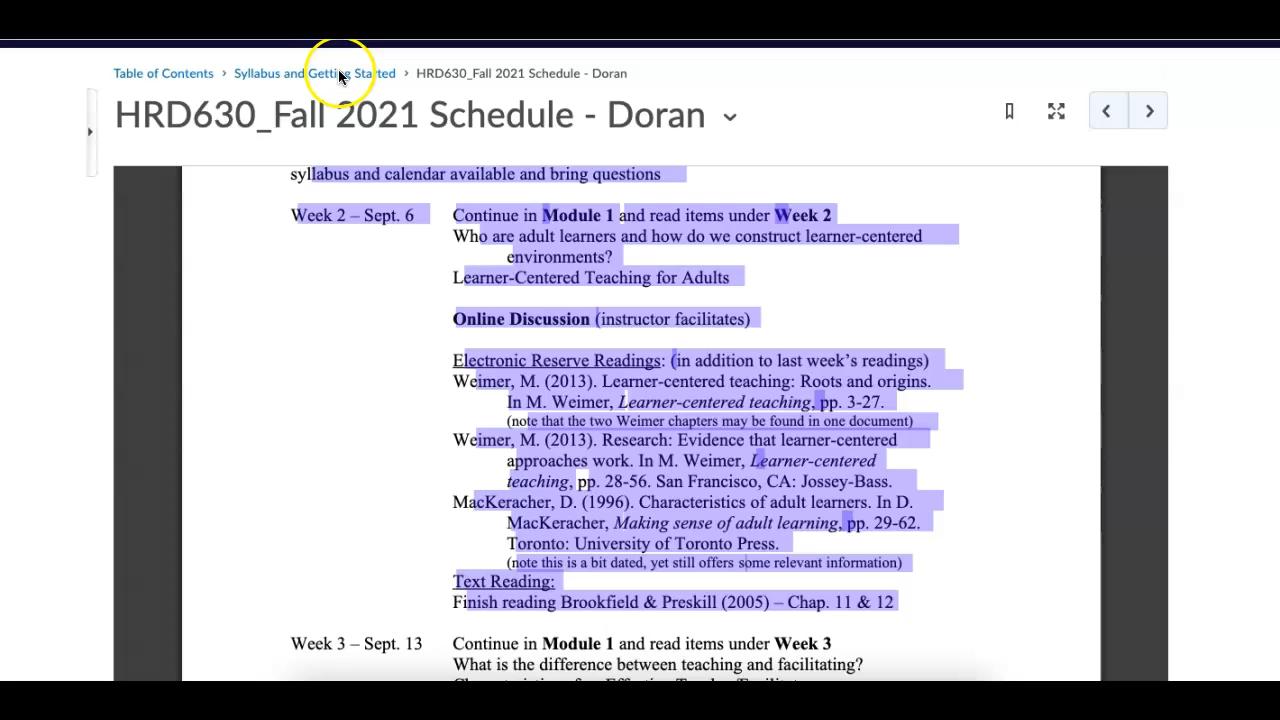 Table of Contents › Syllabus and Getting Started › HRD630_Fall 2021 Schedule - Doran
HRD630_Fall 2021 Schedule - Doran
syllabus and calendar available and bring questions
Week 2 – Sept. 6 Continue in Module 1 and read items under Week 2
Who are adult learners and how do we construct learner-centered
environments?
Learner-Centered Teaching for Adults
Online Discussion (instructor facilitates)
Electronic Reserve Readings: (in addition to last week’s readings)
Weimer, M. (2013). Learner-centered teaching: Roots and origins.
In M. Weimer, Learner-centered teaching, pp. 3-27.
(note that the two Weimer chapters may be found in one document)
Weimer, M. (2013). Research: Evidence that learner-centered
approaches work. In M. Weimer, Learner-centered
teaching, pp. 28-56. San Francisco, CA: Jossey-Bass.
MacKeracher, D. (1996). Characteristics of adult learners. In D.
MacKeracher, Making sense of adult learning, pp. 29-62.
Toronto: University of Toronto Press.
(note this is a bit dated, yet still offers some relevant information)
Text Reading:
Finish reading Brookfield & Preskill (2005) – Chap. 11 & 12
Week 3 – Sept. 13 Continue in Module 1 and read items under Week 3
What is the difference between teaching and facilitating?